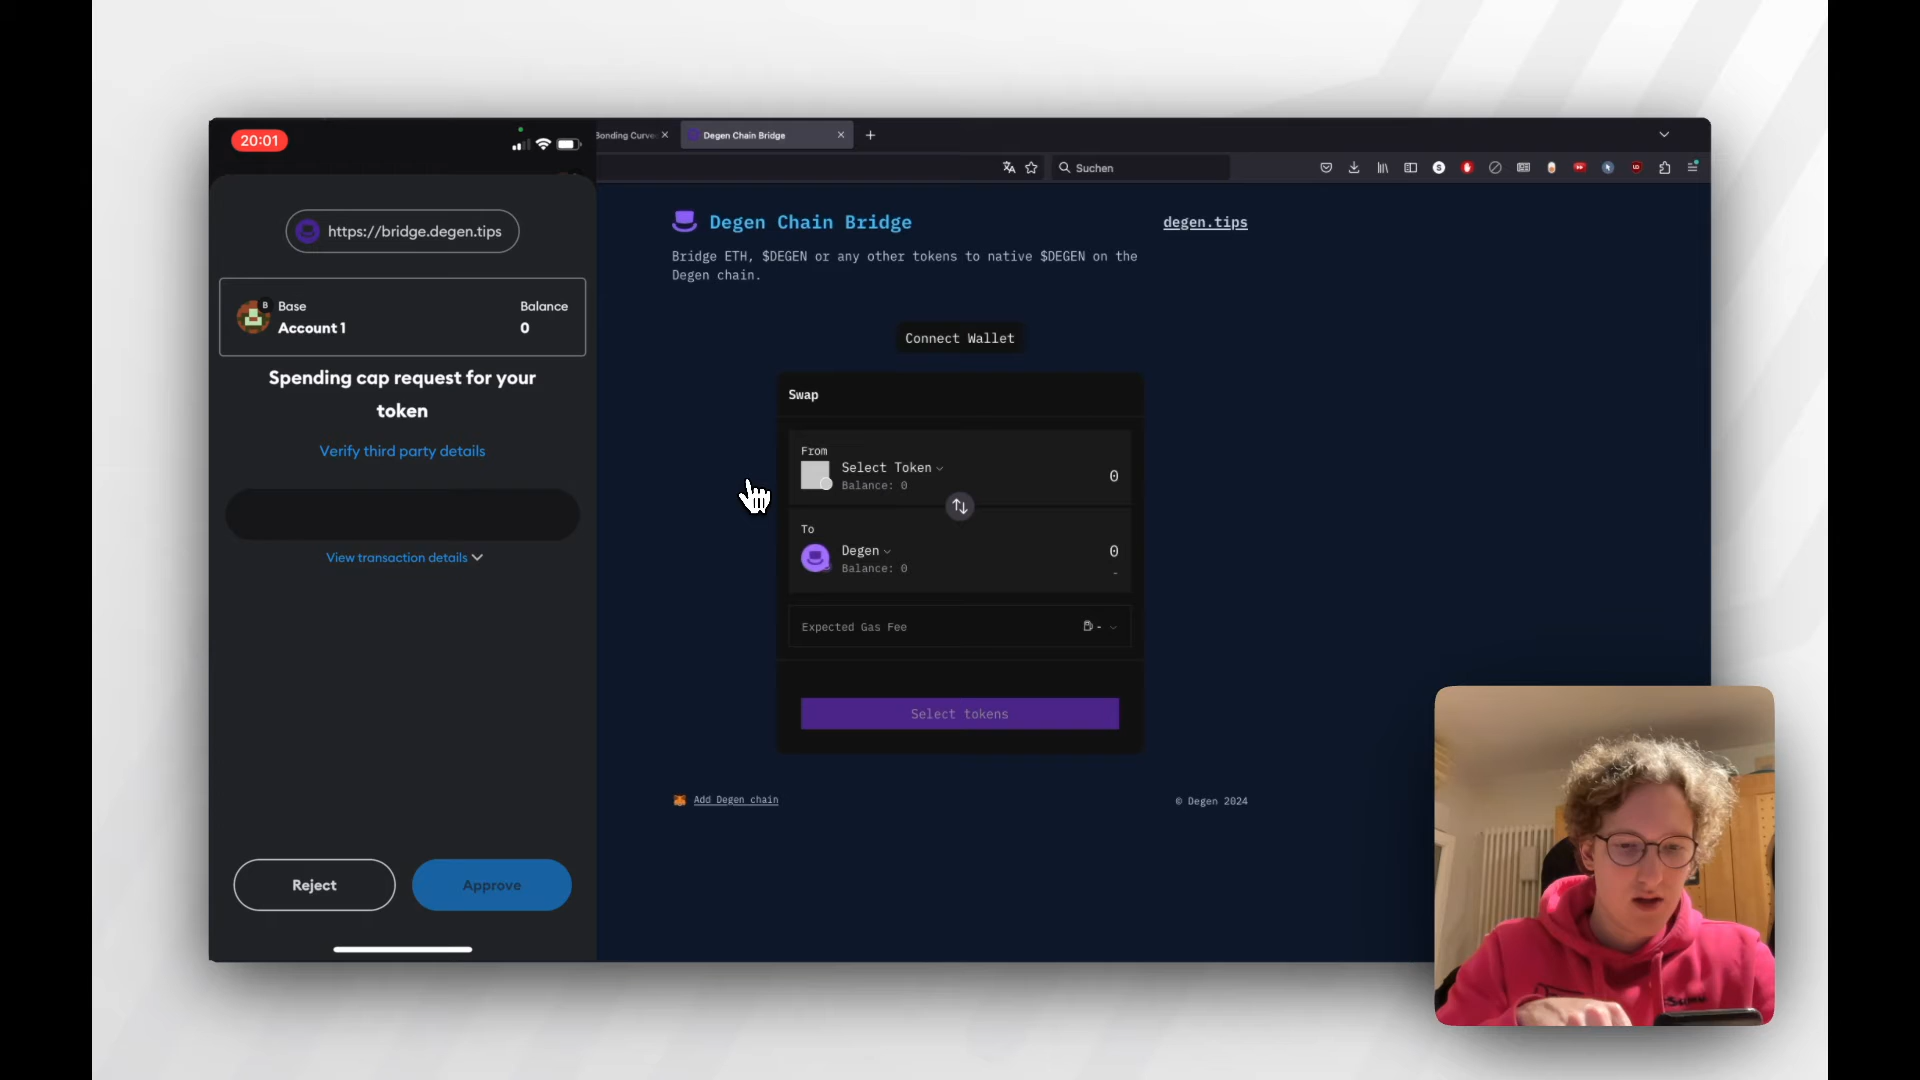 20:01
https://bridge.degen.tips
B
Base
Account 1
Balance
0
Spending cap request for your
token
Verify third party details
View transaction details
Reject
Approve
Bonding Curve
Degen Chain Bridge
Suchen
Degen Chain Bridge
degen.tips
Bridge ETH, $DEGEN or any other tokens to native $DEGEN on the
Degen chain.
Connect Wallet
Swap
From
Select Token
Balance: 0
0
To
Degen
Balance: 0
0
-
Expected Gas Fee
-
Select tokens
Add Degen chain
© Degen 2024